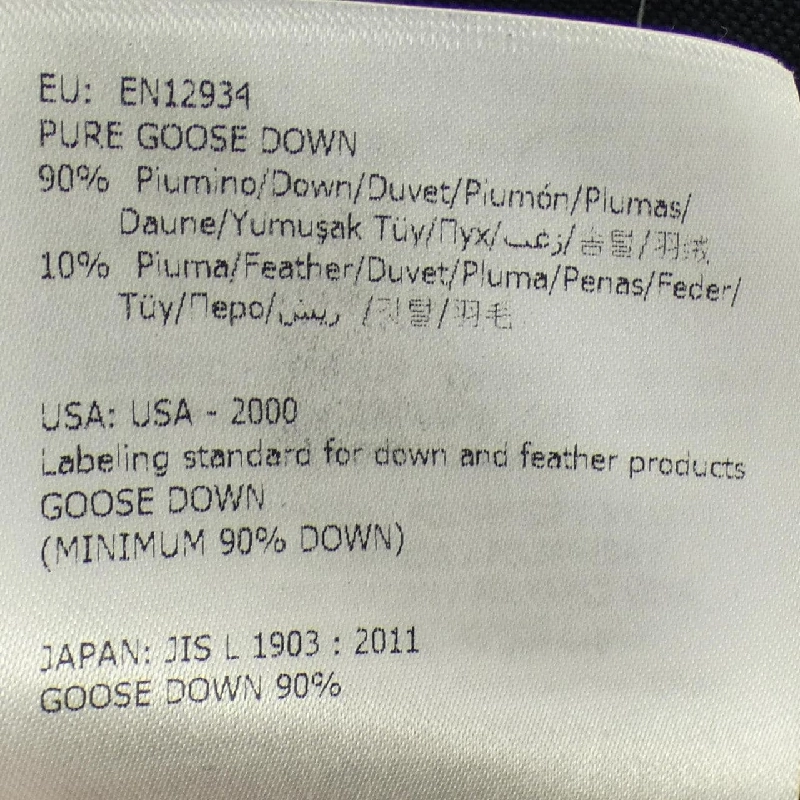 EU: EN12934
PURE GOOSE DOWN
90% Piumino/Down/Duvet/Piumón/Plumas/
Daune/Yumuşak Tüy/Пух/زغب/솜털/羽绒
10% Piuma/Feather/Duvet/Pluma/Penas/Feder/
Tüy/Перо/ريش /깃털/羽毛
USA: USA - 2000
Labeling standard for down and feather products
GOOSE DOWN
(MINIMUM 90% DOWN)
JAPAN: JIS L 1903 : 2011
GOOSE DOWN 90%